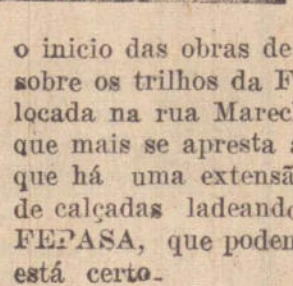 o inicio das obras de
sobre os trilhos da F
locada na rua Marec
que mais se apresta a
que há uma extensã
de calçadas ladeando
FEPASA, que poden
está certo.